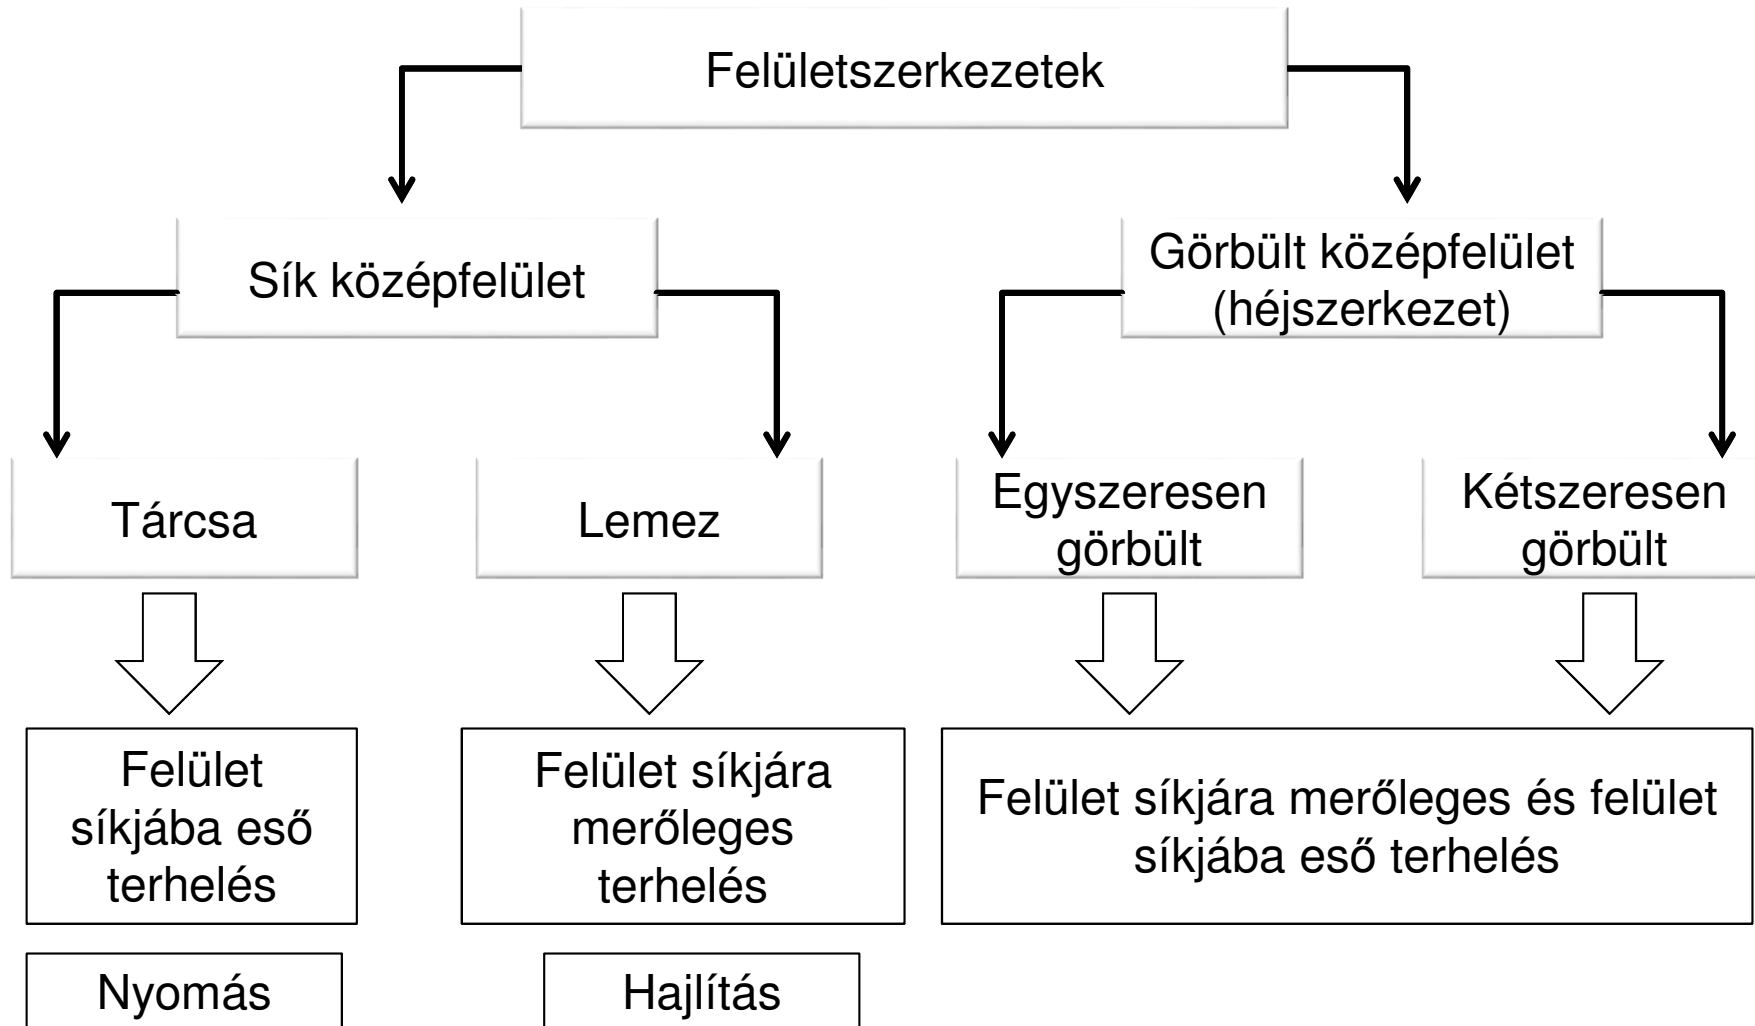 Felületszerkezetek
Sík középfelület
Görbült középfelület
(héjszerkezet)
Tárcsa
Lemez
Egyszeresen
görbült
Kétszeresen
görbült
Felület
síkjába eső
terhelés
Felület síkjára
merőleges
terhelés
Felület síkjára merőleges és felület
síkjába eső terhelés
Nyomás
Hajlítás